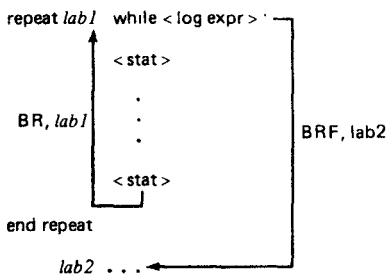 repeat lab1 while < log expr >
< stat >
.
BR, lab1 . BRF, lab2
.
< stat >
end repeat
lab2 . . .